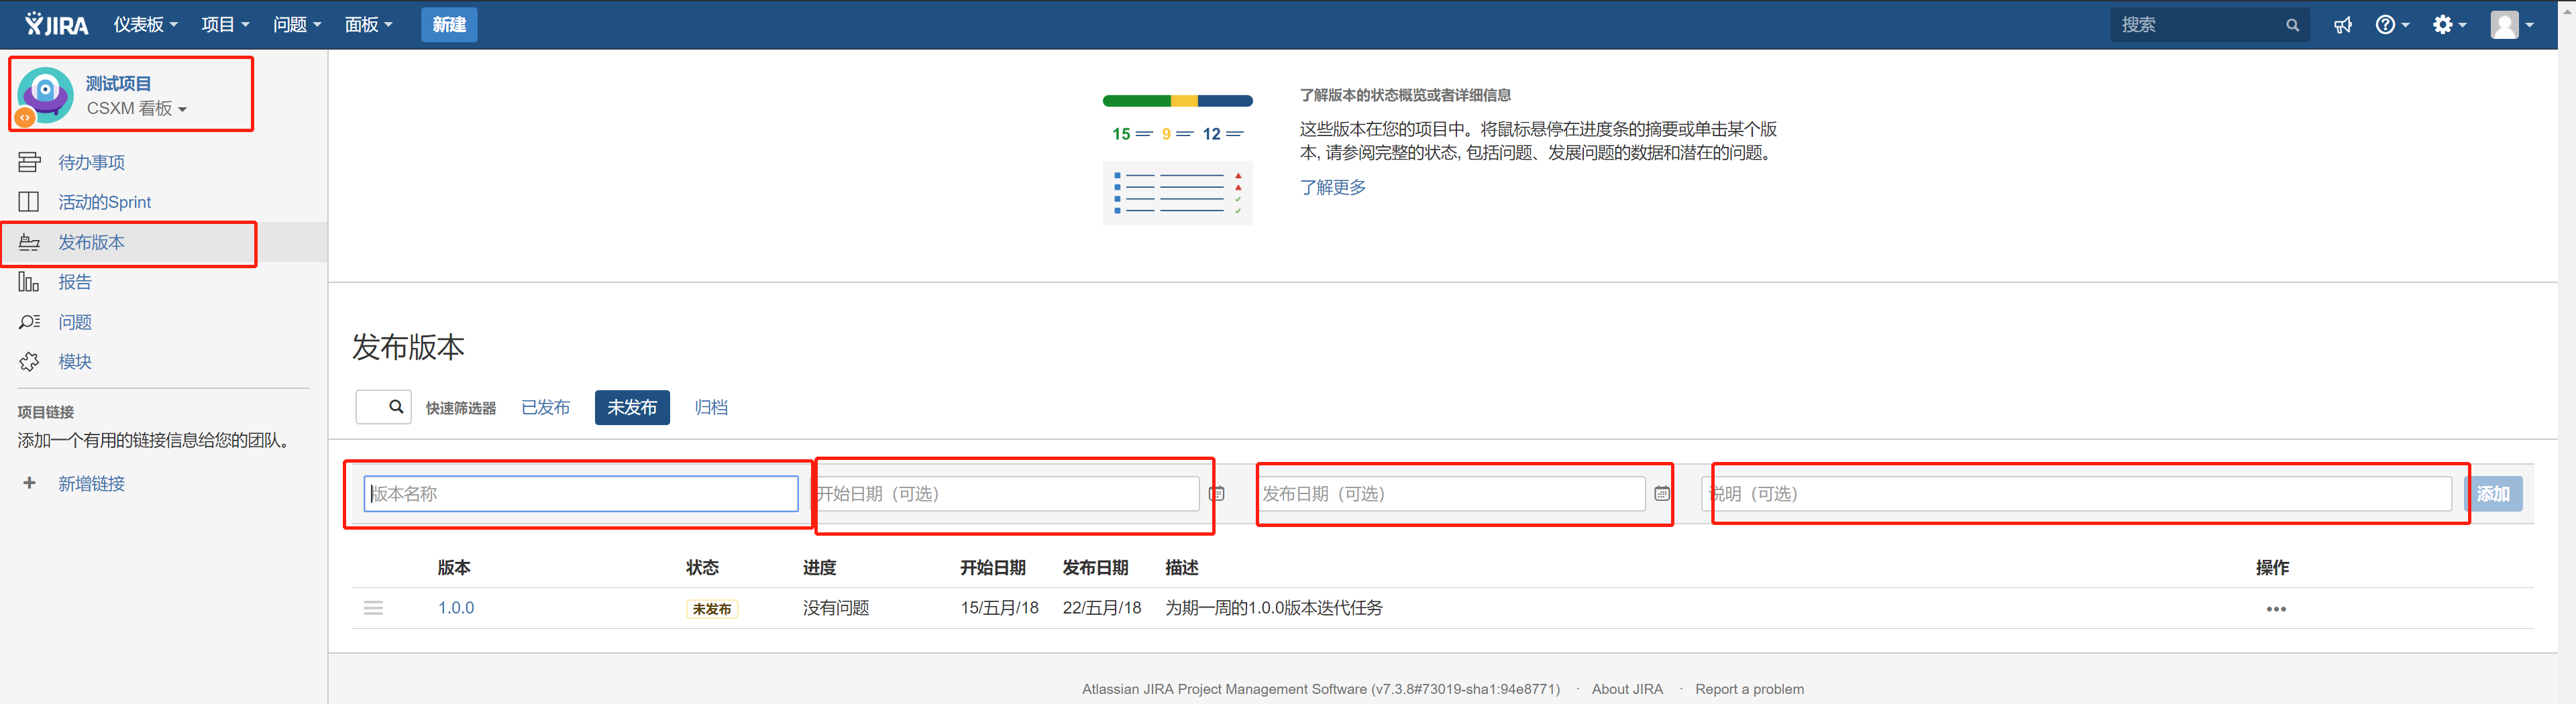 JIRA 仪表板 项目 问题 面板 新建 搜索
测试项目
CSXM 看板
待办事项
活动的Sprint
发布版本
报告
问题
模块
项目链接
添加一个有用的链接信息给您的团队。
+ 新增链接
15 9 12
了解版本的状态概览或者详细信息
这些版本在您的项目中。将鼠标悬停在进度条的摘要或单击某个版
本, 请参阅完整的状态, 包括问题、发展问题的数据和潜在的问题。
了解更多
发布版本
快速筛选器 已发布 未发布 归档
版本名称 开始日期（可选） 发布日期（可选） 说明（可选） 添加
版本 状态 进度 开始日期 发布日期 描述 操作
1.0.0 未发布 没有问题 15/五月/18 22/五月/18 为期一周的1.0.0版本迭代任务 •••
Atlassian JIRA Project Management Software (v7.3.8#73019-sha1:94e8771) · About JIRA · Report a problem